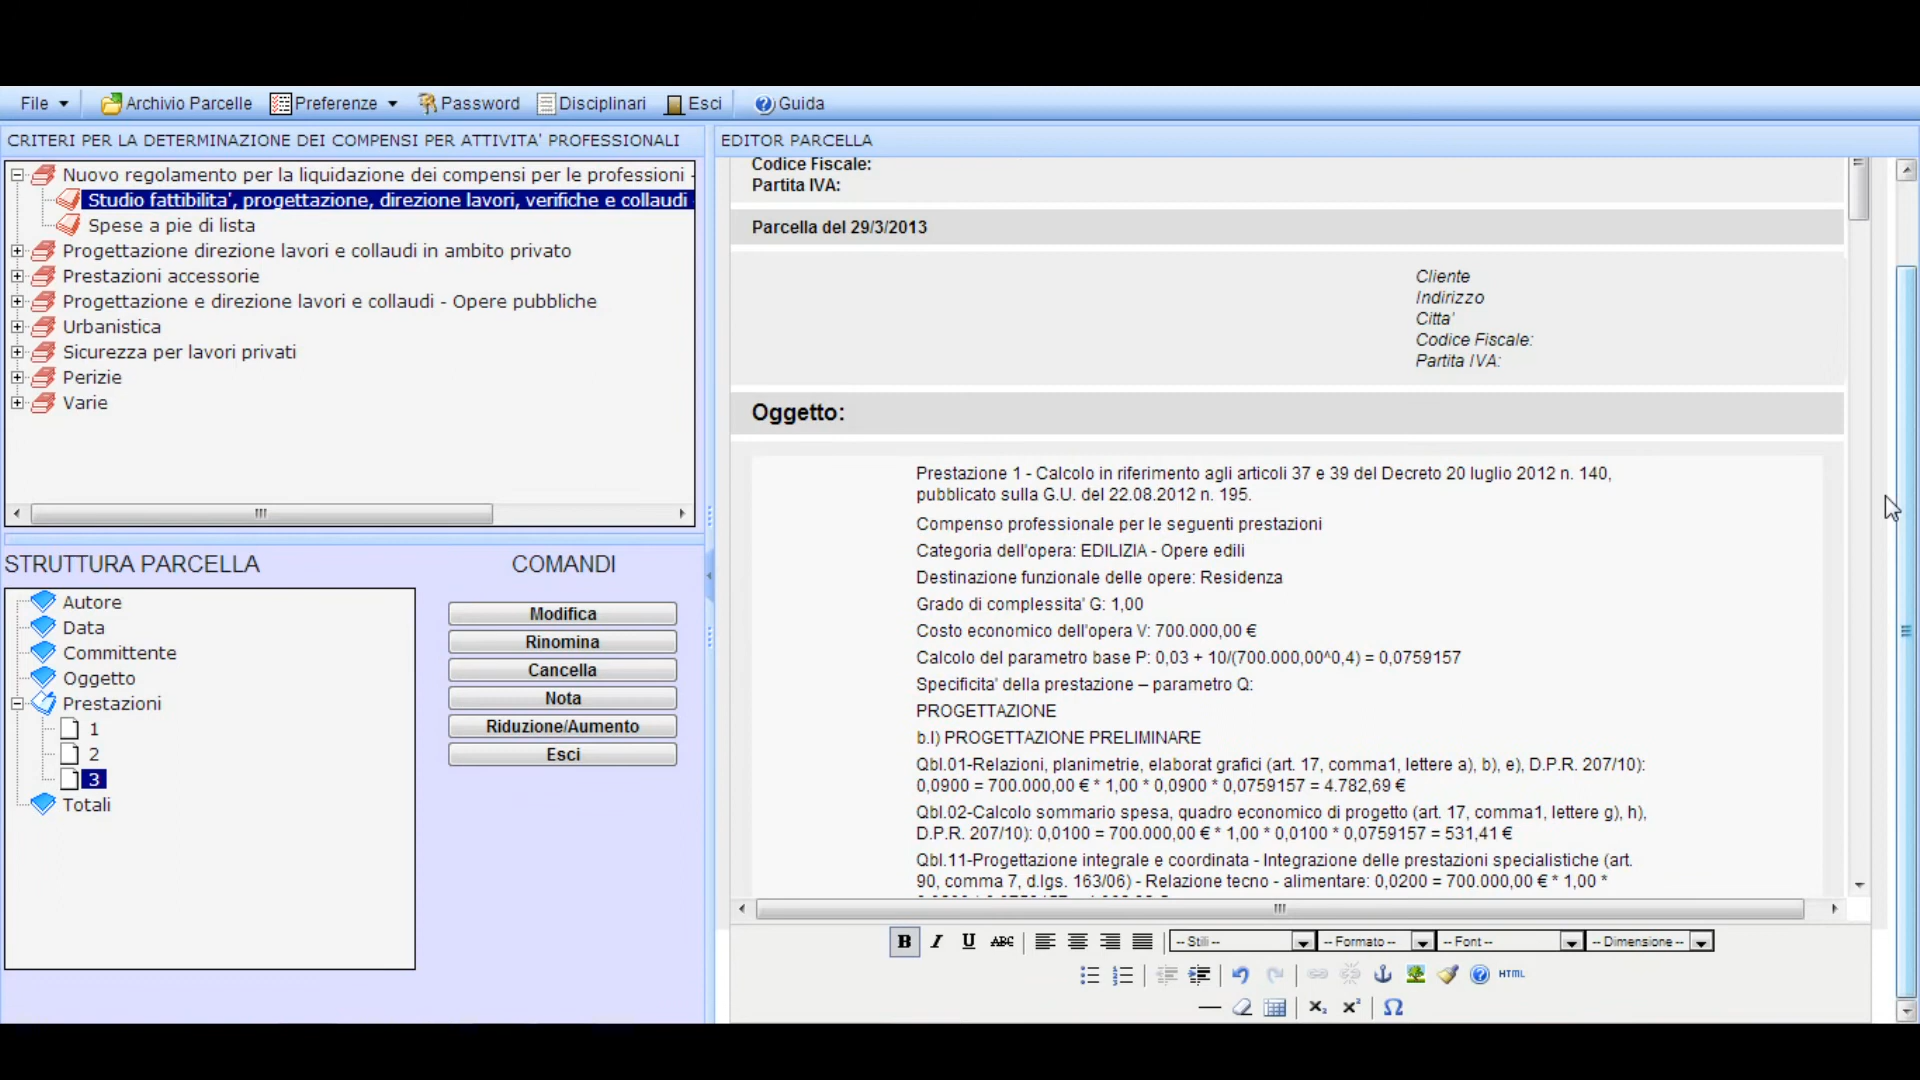 File Archivio Parcelle Preferenze Password Disciplinari Esci Guida
CRITERI PER LA DETERMINAZIONE DEI COMPENSI PER ATTIVITA' PROFESSIONALI
Nuovo regolamento per la liquidazione dei compensi per le professioni -
Studio fattibilita', progettazione, direzione lavori, verifiche e collaudi
Spese a pie di lista
Progettazione direzione lavori e collaudi in ambito privato
Prestazioni accessorie
Progettazione e direzione lavori e collaudi - Opere pubbliche
Urbanistica
Sicurezza per lavori privati
Perizie
Varie
STRUTTURA PARCELLA
Autore
Data
Committente
Oggetto
Prestazioni
1
2
3
Totali
COMANDI
Modifica
Rinomina
Cancella
Nota
Riduzione/Aumento
Esci
EDITOR PARCELLA
Codice Fiscale:
Partita IVA:
Parcella del 29/3/2013
Cliente
Indirizzo
Citta'
Codice Fiscale:
Partita IVA:
Oggetto:
Prestazione 1 - Calcolo in riferimento agli articoli 37 e 39 del Decreto 20 luglio 2012 n. 140,
pubblicato sulla G.U. del 22.08.2012 n. 195.
Compenso professionale per le seguenti prestazioni
Categoria dell'opera: EDILIZIA - Opere edili
Destinazione funzionale delle opere: Residenza
Grado di complessita' G: 1,00
Costo economico dell'opera V: 700.000,00 €
Calcolo del parametro base P: 0,03 + 10/(700.000,00^0,4) = 0,0759157
Specificita' della prestazione – parametro Q:
PROGETTAZIONE
b.I) PROGETTAZIONE PRELIMINARE
QbI.01-Relazioni, planimetrie, elaborat grafici (art. 17, comma1, lettere a), b), e), D.P.R. 207/10):
0,0900 = 700.000,00 € * 1,00 * 0,0900 * 0,0759157 = 4.782,69 €
QbI.02-Calcolo sommario spesa, quadro economico di progetto (art. 17, comma1, lettere g), h),
D.P.R. 207/10): 0,0100 = 700.000,00 € * 1,00 * 0,0100 * 0,0759157 = 531,41 €
QbI.11-Progettazione integrale e coordinata - Integrazione delle prestazioni specialistiche (art.
90, comma 7, d.lgs. 163/06) - Relazione tecno - alimentare: 0,0200 = 700.000,00 € * 1,00 *
B I U ABC -- Stili -- -- Formato -- -- Font -- -- Dimensione --
HTML
x₂ x² Ω